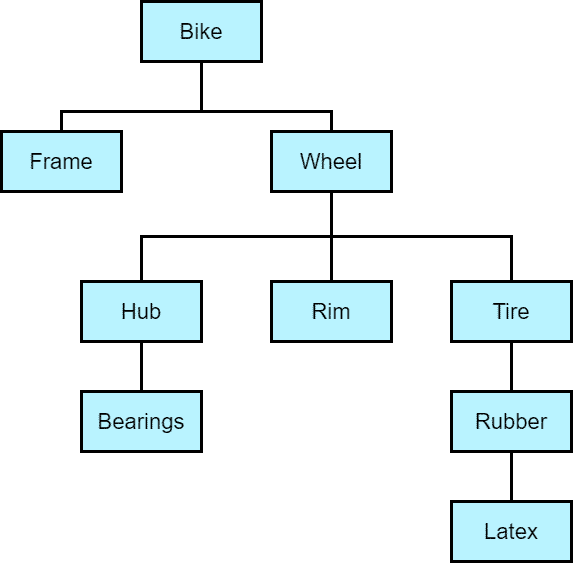 Bike
Frame
Wheel
Hub
Rim
Tire
Bearings
Rubber
Latex